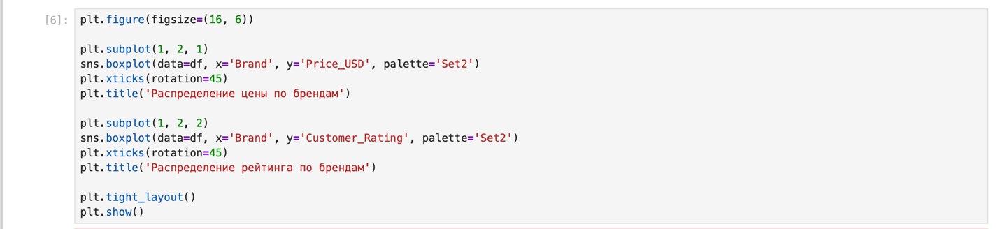 [6]:
plt.figure(figsize=(16, 6))
plt.subplot(1, 2, 1)
sns.boxplot(data=df, x='Brand', y='Price_USD', palette='Set2')
plt.xticks(rotation=45)
plt.title('Распределение цены по брендам')
plt.subplot(1, 2, 2)
sns.boxplot(data=df, x='Brand', y='Customer_Rating', palette='Set2')
plt.xticks(rotation=45)
plt.title('Распределение рейтинга по брендам')
plt.tight_layout()
plt.show()